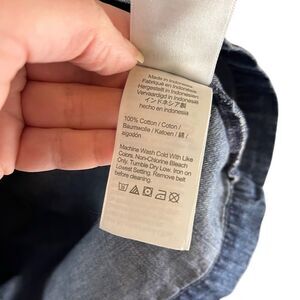 Made in Indonesia
Fabriqué en Indonésie
Hergestellt in Indonesien
Vervaardigd in Indonesië
インドネシア製
hecho en indonesia
100% Cotton / Coton /
Baumwolle / Katoen / 綿 /
algodón
Machine Wash Cold With Like
Colors, Non-Chlorine Bleach
Only, Tumble Dry Low, Iron on
Lowest Setting, Remove belt
before cleaning